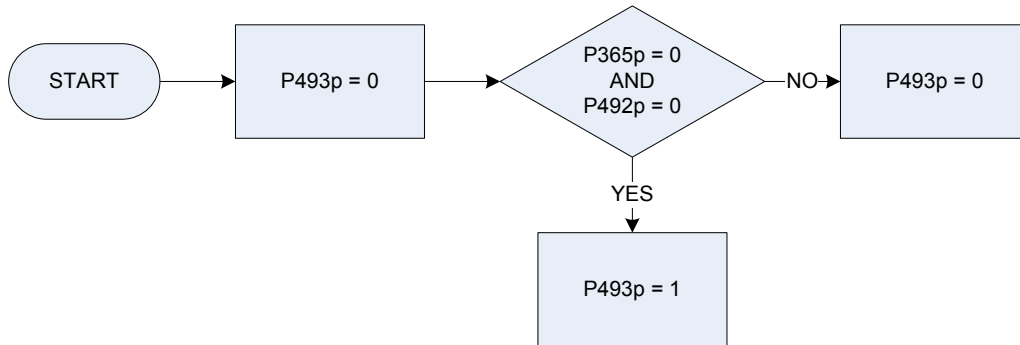 START
P493p = 0
P365p = 0
AND
P492p = 0
NO
P493p = 0
YES
P493p = 1